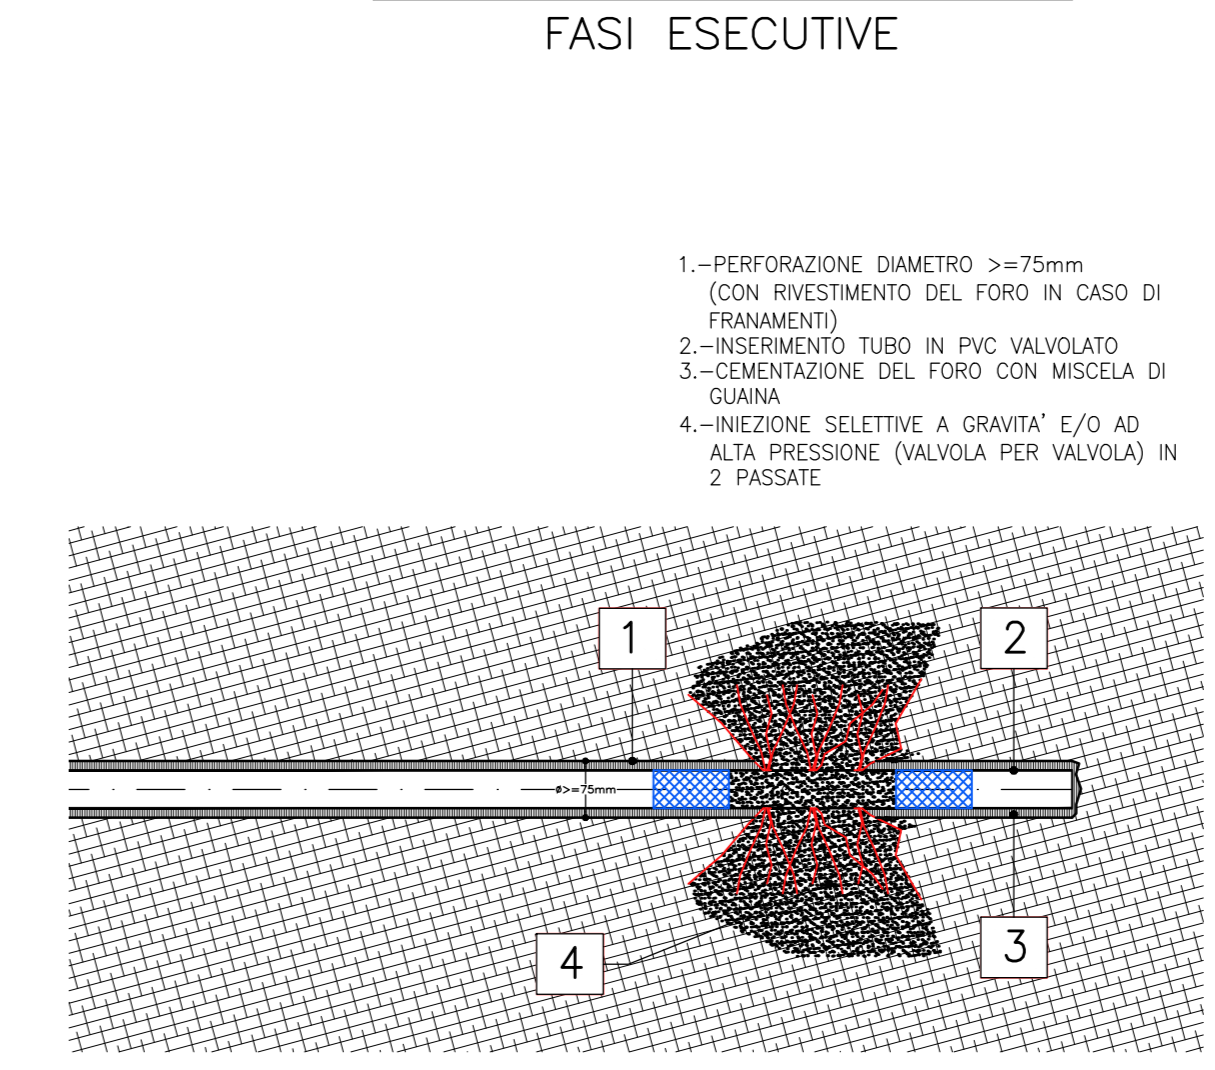 FASI ESECUTIVE
1.-PERFORAZIONE DIAMETRO >=75mm
(CON RIVESTIMENTO DEL FORO IN CASO DI
FRANAMENTI)
2.-INSERIMENTO TUBO IN PVC VALVOLATO
3.-CEMENTAZIONE DEL FORO CON MISCELA DI
GUAINA
4.-INIEZIONE SELETTIVE A GRAVITA' E/O AD
ALTA PRESSIONE (VALVOLA PER VALVOLA) IN
2 PASSATE
1
2
ø>=75mm
3
4